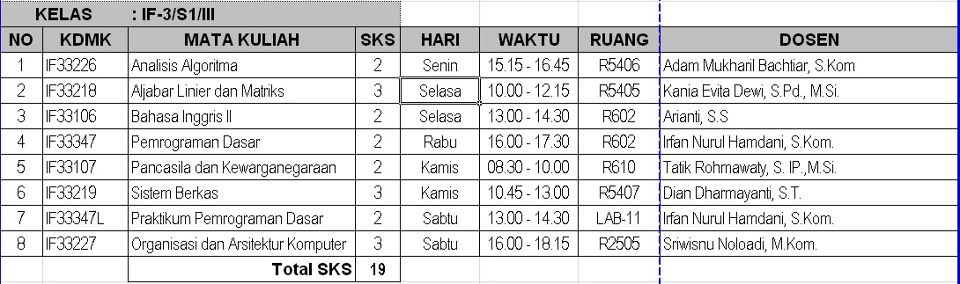 KELAS : IF-3/S1/III
NO KDMK MATA KULIAH SKS HARI WAKTU RUANG DOSEN
1 IF33226 Analisis Algoritma 2 Senin 15.15 - 16.45 R5406 Adam Mukharil Bachtiar, S.Kom
2 IF33218 Aljabar Linier dan Matriks 3 Selasa 10.00 - 12.15 R5405 Kania Evita Dewi, S.Pd., M.Si.
3 IF33106 Bahasa Inggris II 2 Selasa 13.00 - 14.30 R602 Arianti, S.S
4 IF33347 Pemrograman Dasar 2 Rabu 16.00 - 17.30 R602 Irfan Nurul Hamdani, S.Kom.
5 IF33107 Pancasila dan Kewarganegaraan 2 Kamis 08.30 - 10.00 R610 Tatik Rohmawaty, S. IP.,M.Si.
6 IF33219 Sistem Berkas 3 Kamis 10.45 - 13.00 R5407 Dian Dharmayanti, S.T.
7 IF33347L Praktikum Pemrograman Dasar 2 Sabtu 13.00 - 14.30 LAB-11 Irfan Nurul Hamdani, S.Kom.
8 IF33227 Organisasi dan Arsitektur Komputer 3 Sabtu 16.00 - 18.15 R2505 Sriwisnu Noloadi, M.Kom.
Total SKS 19